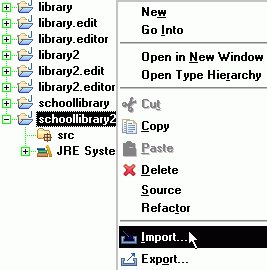 library
library.edit
library.editor
library2
library2.edit
library2.editor
schoollibrary
schoollibrary2
src
JRE Syste
New
Go Into
Open in New Window
Open Type Hierarchy
Cut
Copy
Paste
Delete
Source
Refactor
Import...
Export...